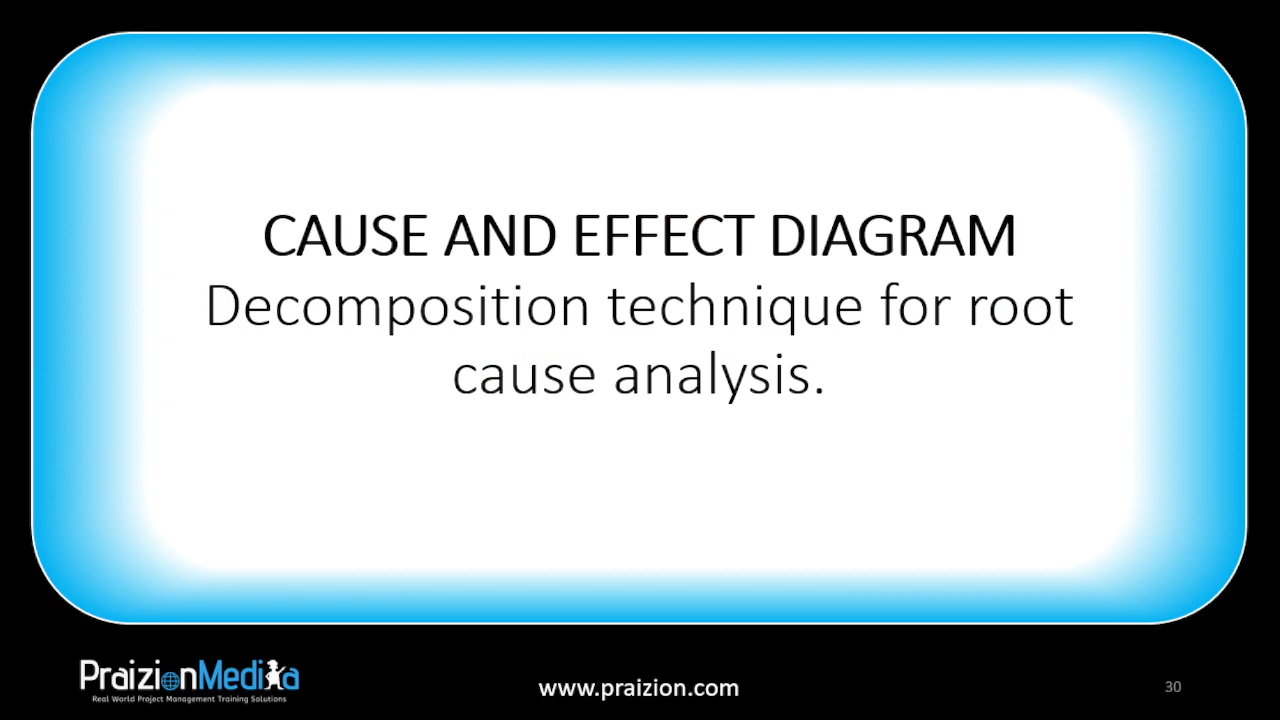 CAUSE AND EFFECT DIAGRAM
Decomposition technique for root
cause analysis.
PraizionMedia
Real World Project Management Training Solutions
www.praizion.com
30